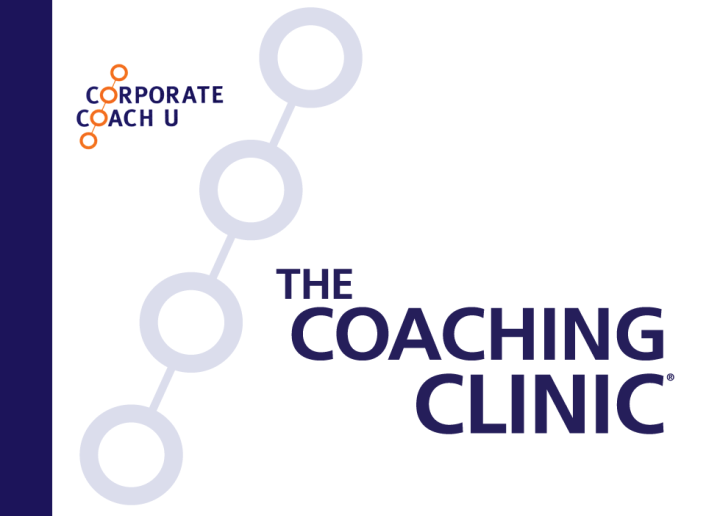 CORPORATE
COACH U
THE
COACHING
CLINIC®